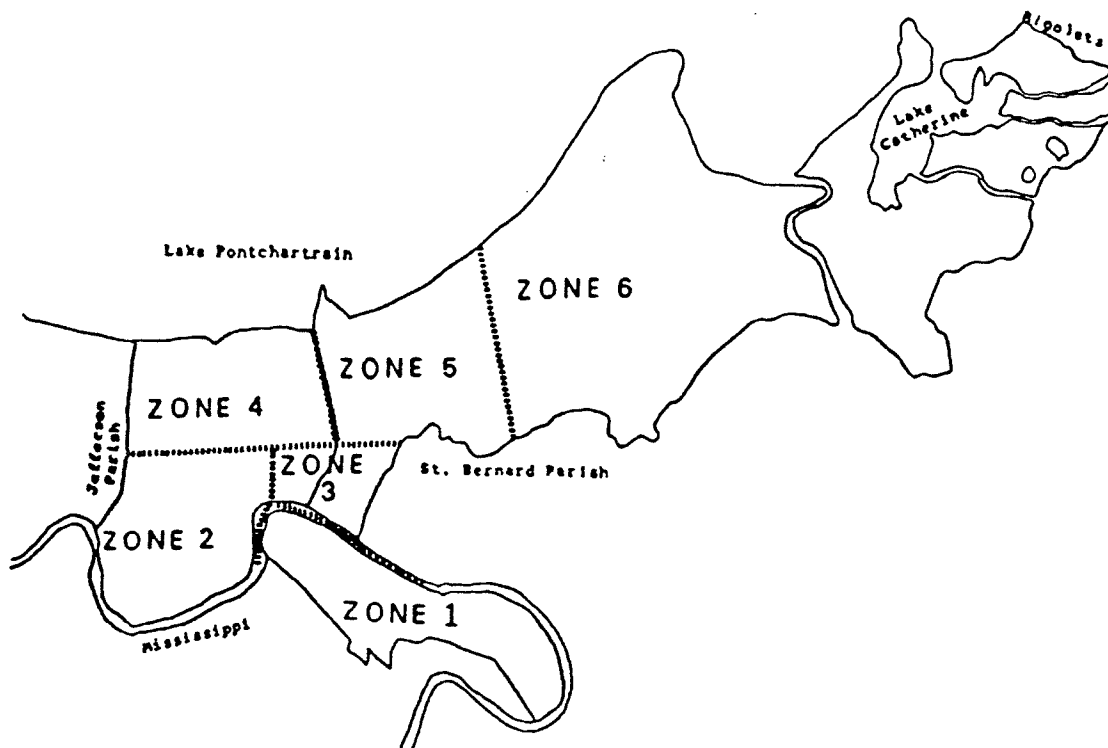 Rigolets
Lake
Catherine
Lake Pontchartrain
ZONE 6
ZONE 5
ZONE 4
Jefferson
Parish
ZONE
3
St. Bernard Parish
ZONE 2
ZONE 1
Mississippi